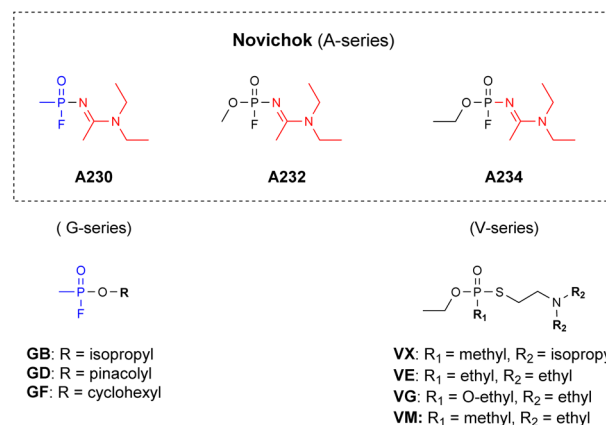 Novichok (A-series)
O
P
F
N
N
O
O
P
F
N
N
O
O
P
F
N
N
A230
A232
A234
( G-series)
(V-series)
O
P
O
R
F
O
O
P
S
N
R2
R2
R1
GB: R = isopropyl
GD: R = pinacolyl
GF: R = cyclohexyl
VX: R1 = methyl, R2 = isopropy
VE: R1 = ethyl, R2 = ethyl
VG: R1 = O-ethyl, R2 = ethyl
VM: R1 = methyl, R2 = ethyl